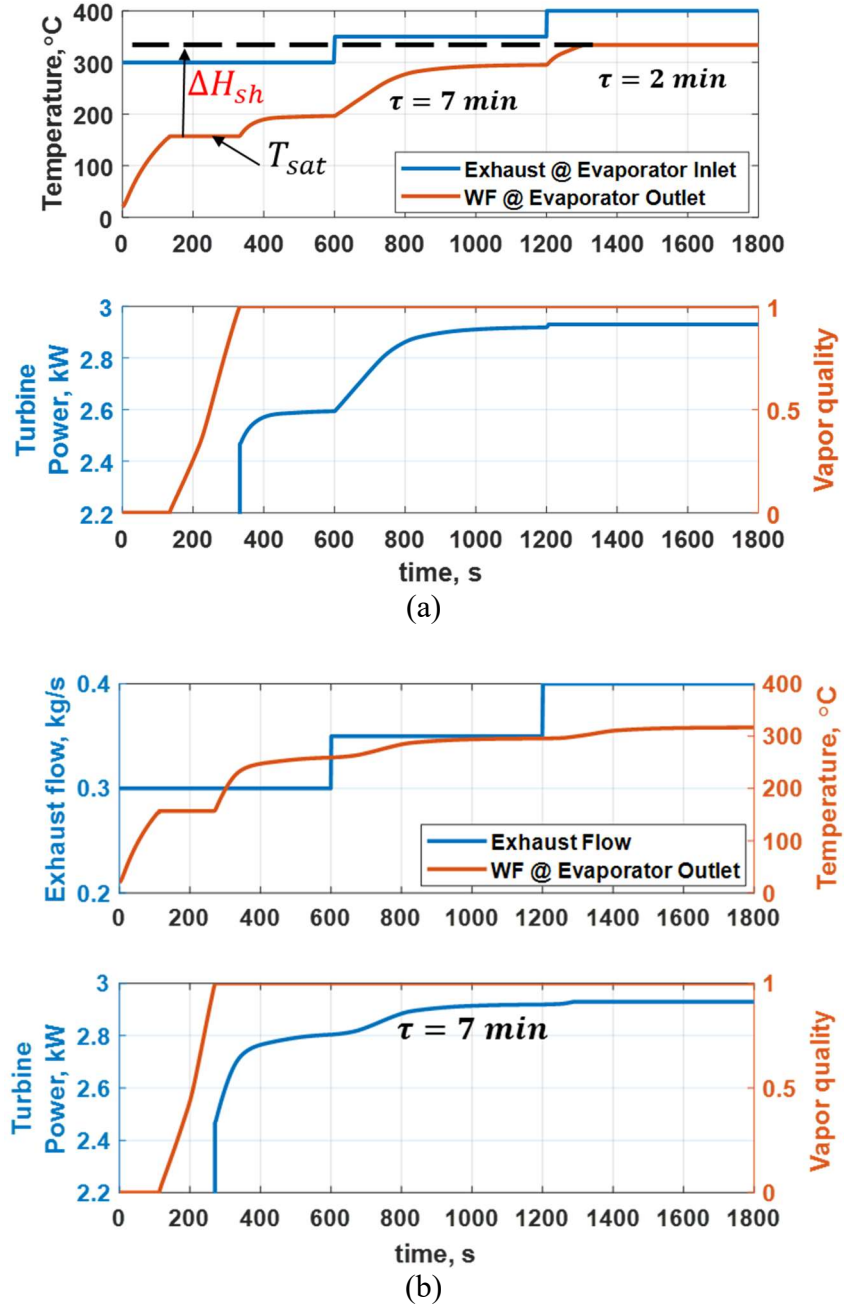 Temperature, °C
400
300
200
100
0
ΔH_sh
T_sat
τ = 7 min
τ = 2 min
Exhaust @ Evaporator Inlet
WF @ Evaporator Outlet
0 200 400 600 800 1000 1200 1400 1600 1800
Turbine
Power, kW
3
2.8
2.6
2.4
2.2
1
0.5
0
Vapor quality
0 200 400 600 800 1000 1200 1400 1600 1800
time, s
(a)
Exhaust flow, kg/s
0.4
0.3
0.2
400
300
200
100
0
Temperature, °C
Exhaust Flow
WF @ Evaporator Outlet
0 200 400 600 800 1000 1200 1400 1600 1800
Turbine
Power, kW
3
2.8
2.6
2.4
2.2
τ = 7 min
1
0.5
0
Vapor quality
0 200 400 600 800 1000 1200 1400 1600 1800
time, s
(b)